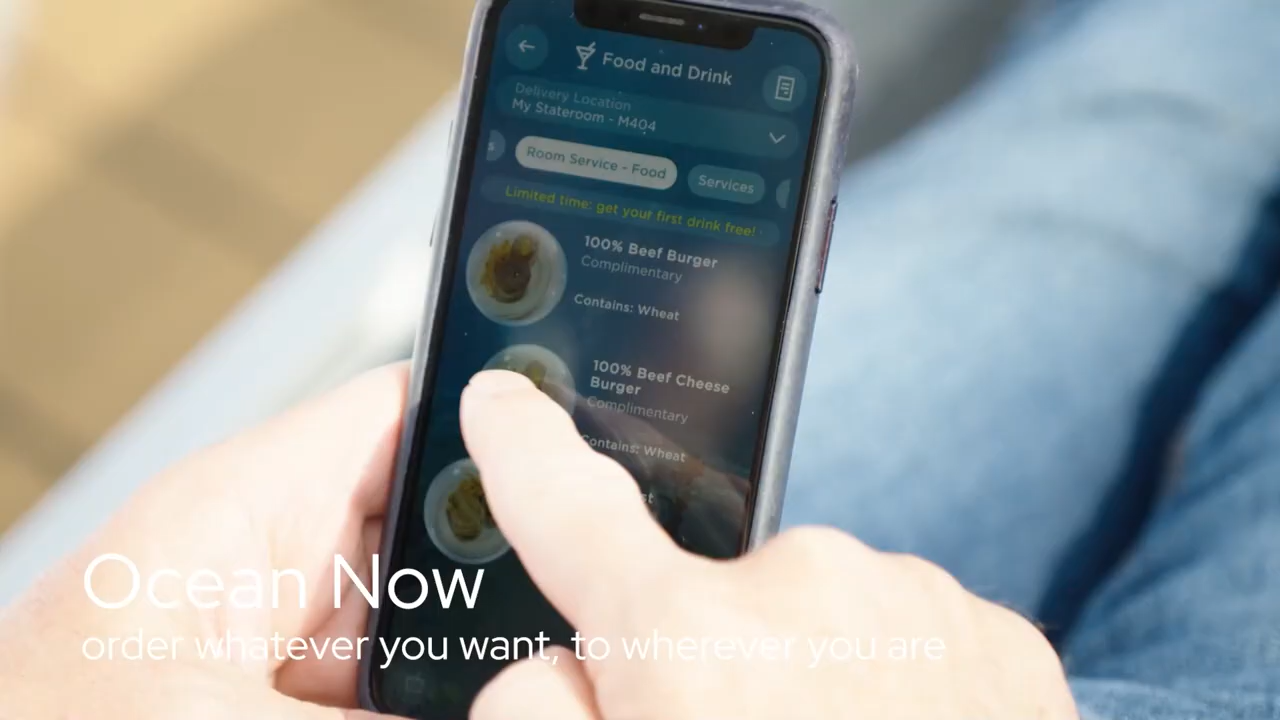 Food and Drink
Delivery Location
My Stateroom - M404
s
Room Service - Food
Services
Limited time: get your first drink free!
100% Beef Burger
Complimentary
Contains: Wheat
100% Beef Cheese
Burger
Complimentary
Contains: Wheat
st
Ocean Now
order whatever you want, to wherever you are